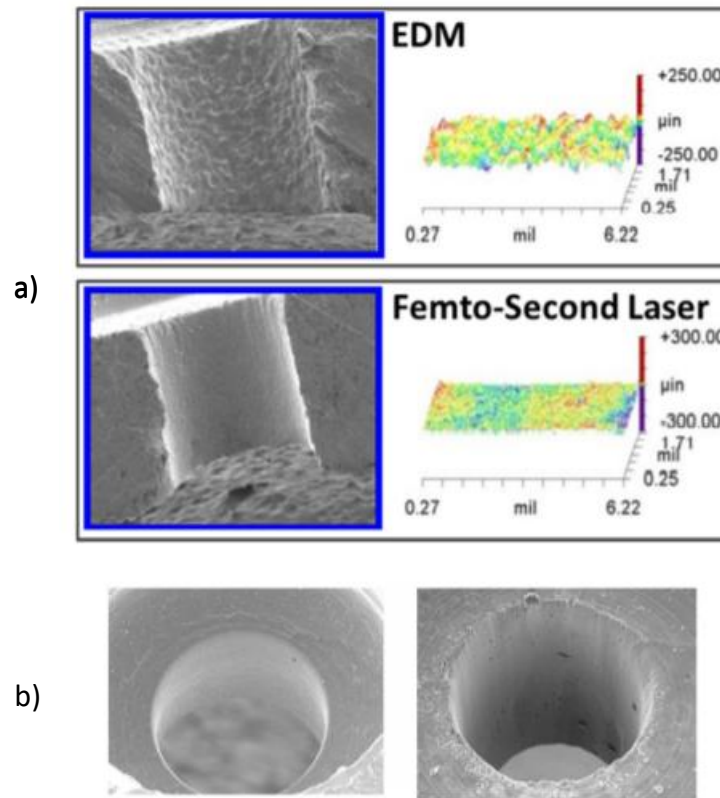 a)
EDM
+250.00
µin
-250.00
1.71
mil
0.25
0.27 mil 6.22
Femto-Second Laser
+300.00
µin
-300.00
1.71
mil
0.25
0.27 mil 6.22
b)